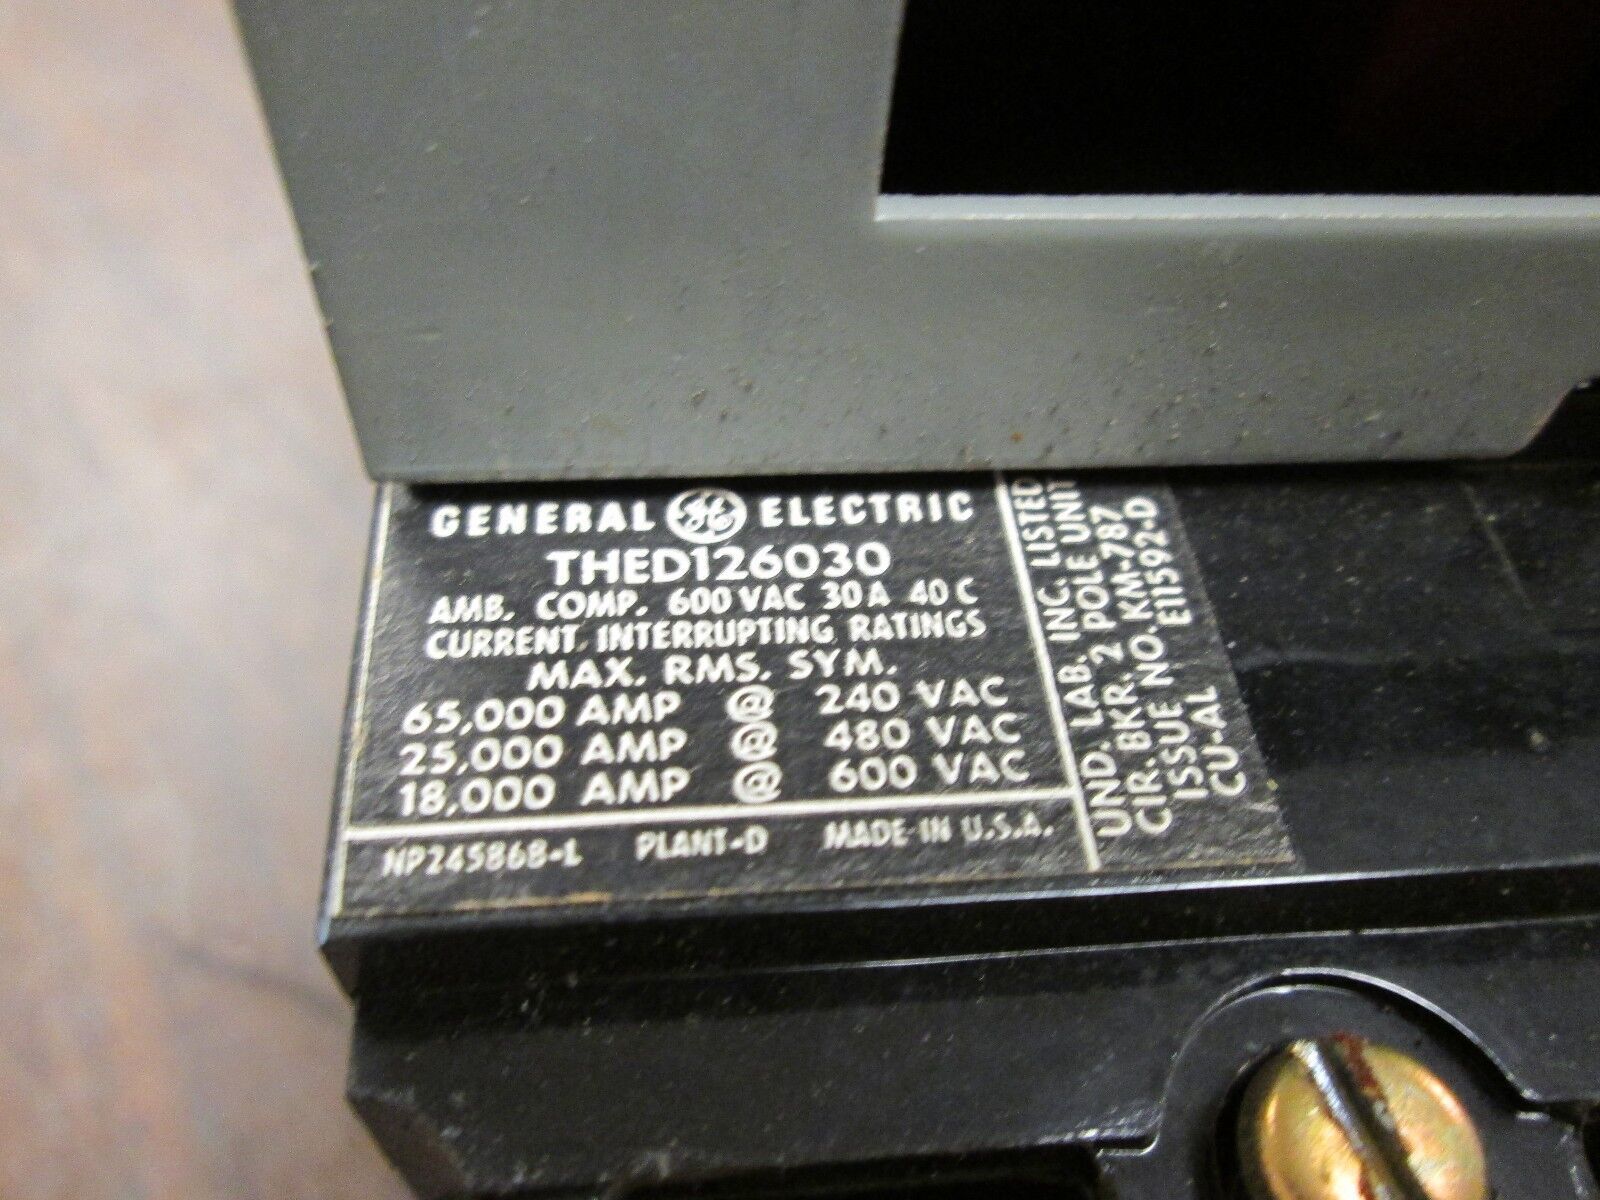 GENERAL GE ELECTRIC
THED126030
AMB. COMP. 600 VAC 30 A 40 C
CURRENT INTERRUPTING RATINGS
MAX. RMS. SYM.
65,000 AMP @ 240 VAC
25,000 AMP @ 480 VAC
18,000 AMP @ 600 VAC
NP245868-L PLANT-D MADE IN U.S.A.
UND. LAB. INC. LISTED
CIR. BKR. 2 POLE UNIT
ISSUE NO. KM-787
CU-AL E11592-D